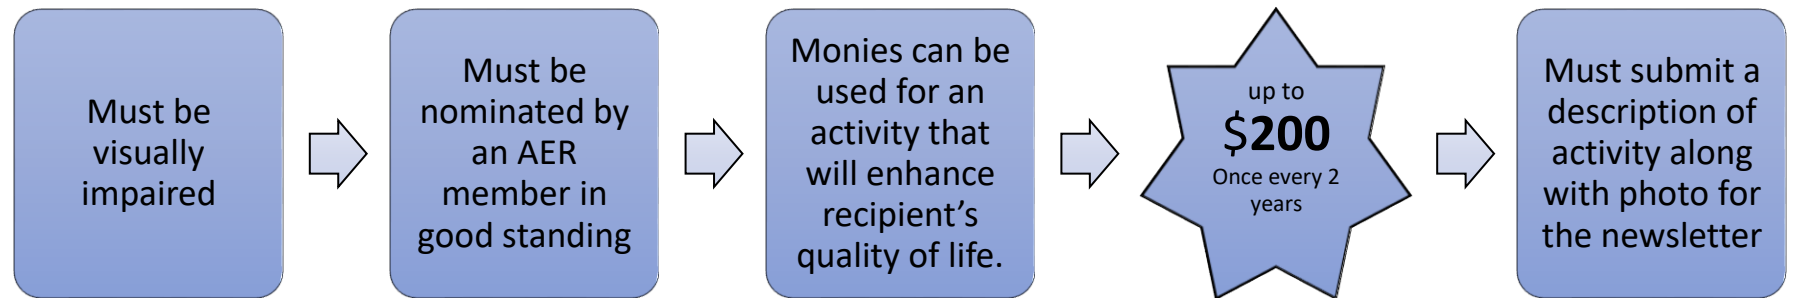 Must be
visually
impaired
Must be
nominated by
an AER
member in
good standing
Monies can be
used for an
activity that
will enhance
recipient’s
quality of life.
up to
$200
Once every 2
years
Must submit a
description of
activity along
with photo for
the newsletter